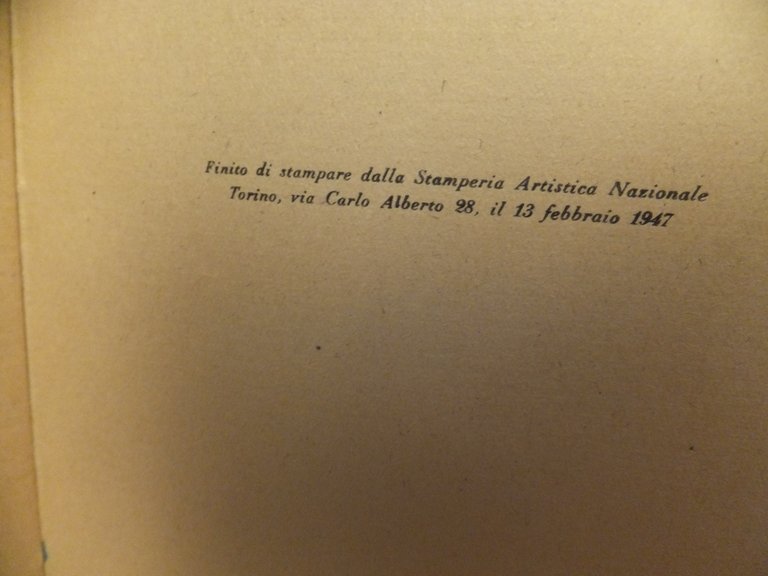 Finito di stampare dalla Stamperia Artistica Nazionale
Torino, via Carlo Alberto 28, il 13 febbraio 1947